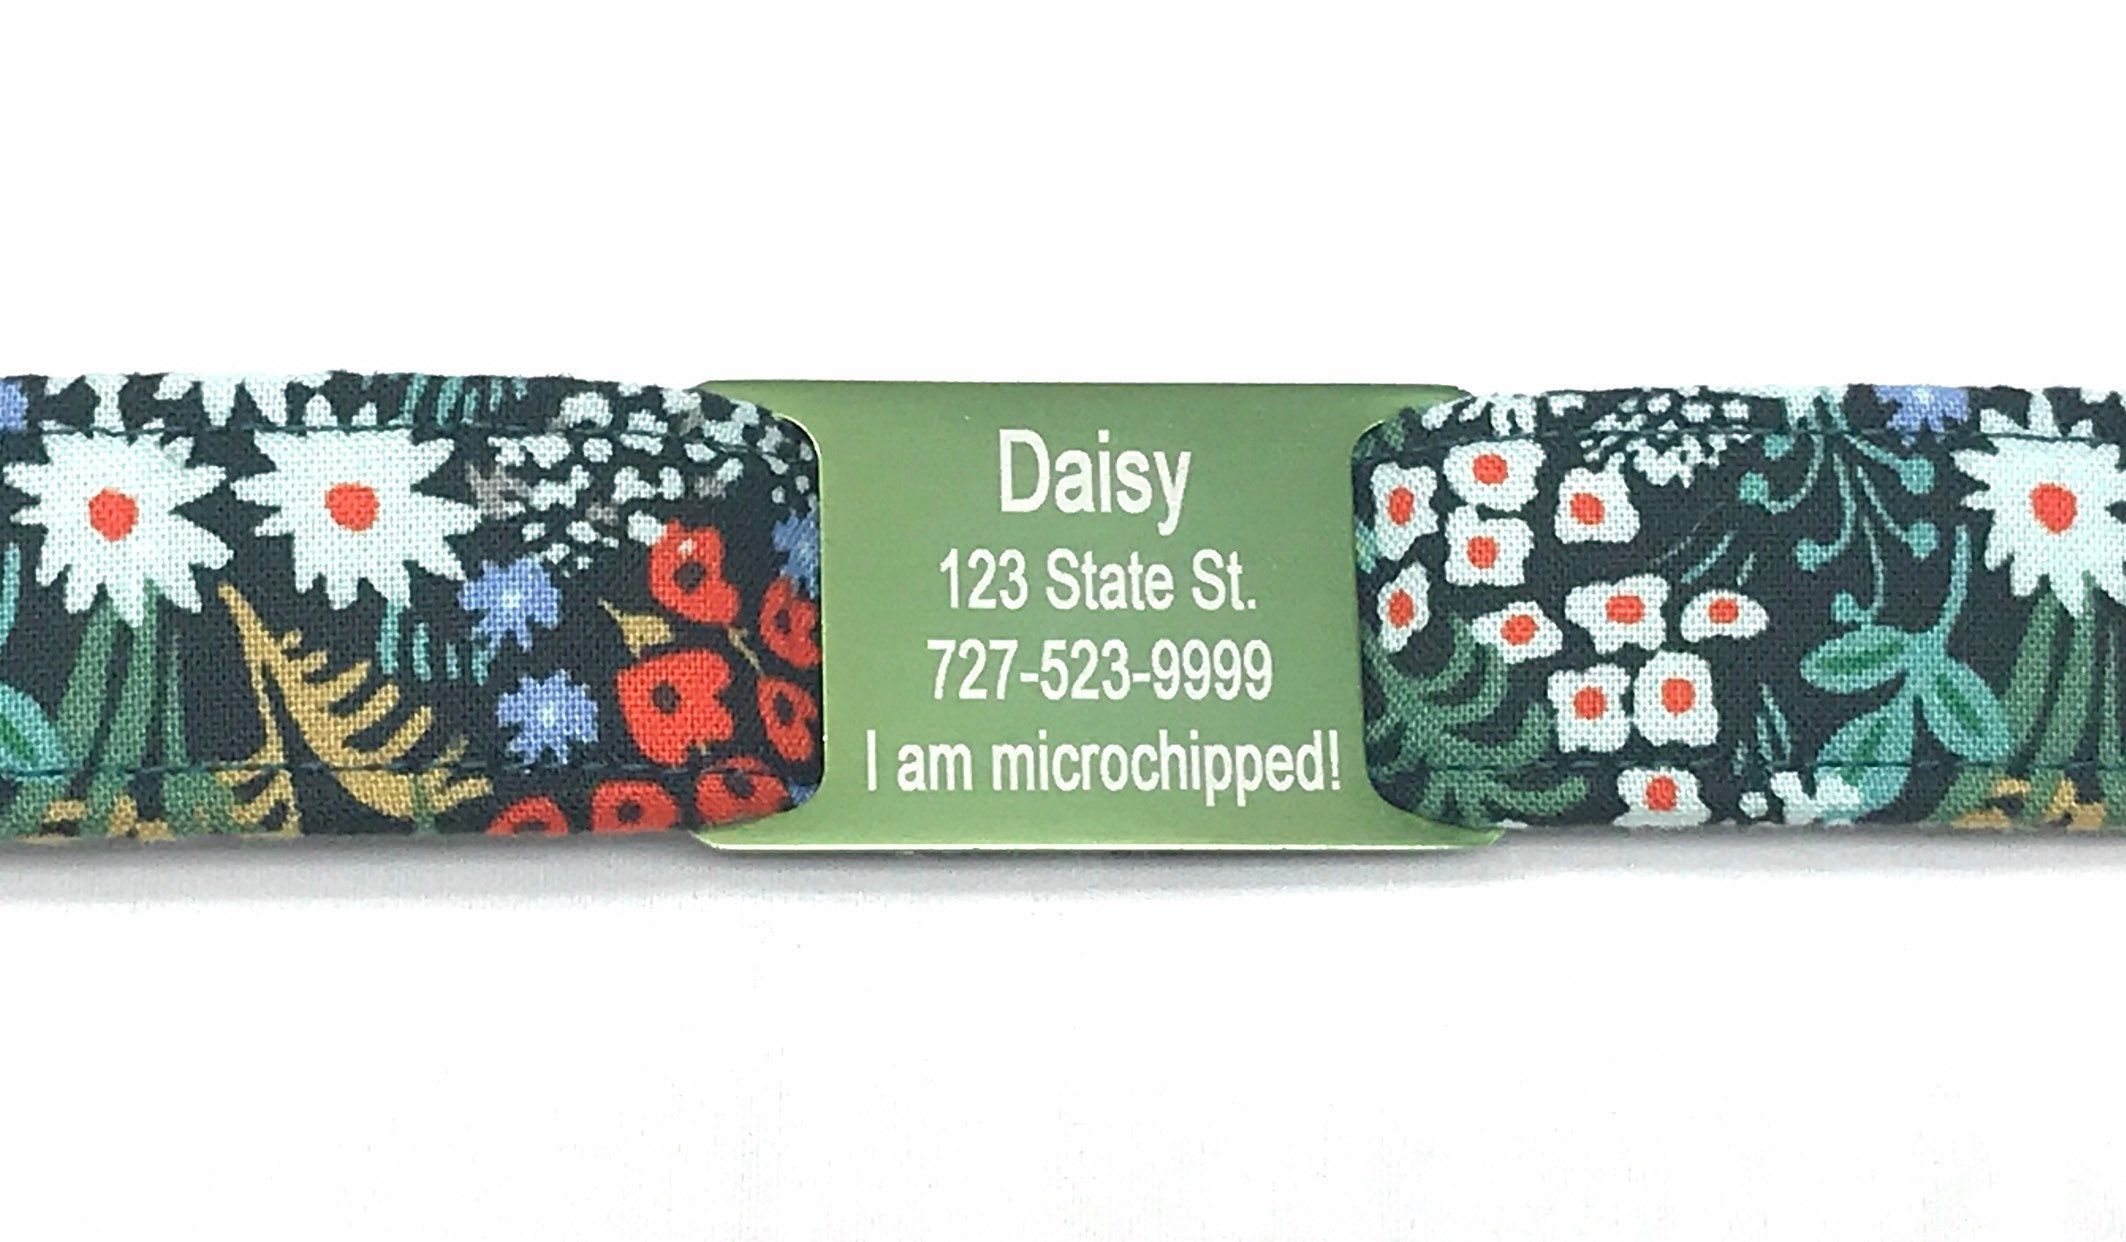 Daisy
123 State St.
727-523-9999
I am microchipped!